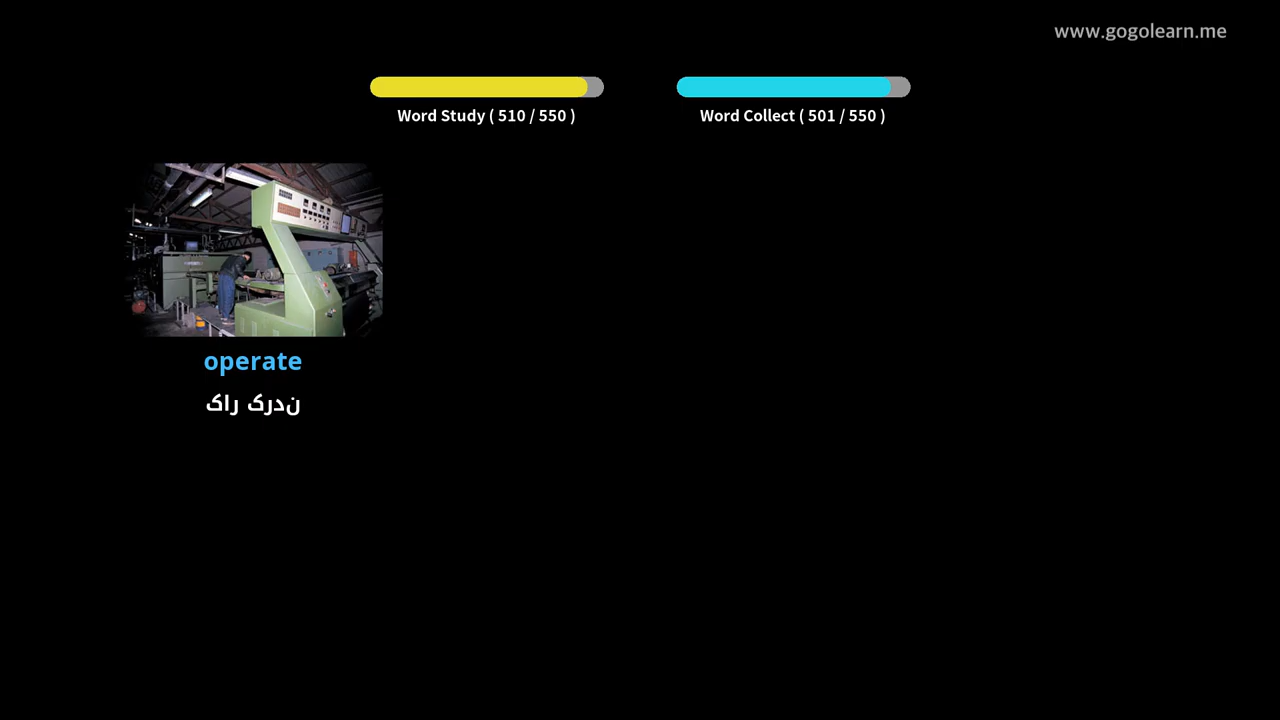 www.gogolearn.me
Word Study ( 510 / 550 )
Word Collect ( 501 / 550 )
operate
ندرک راک